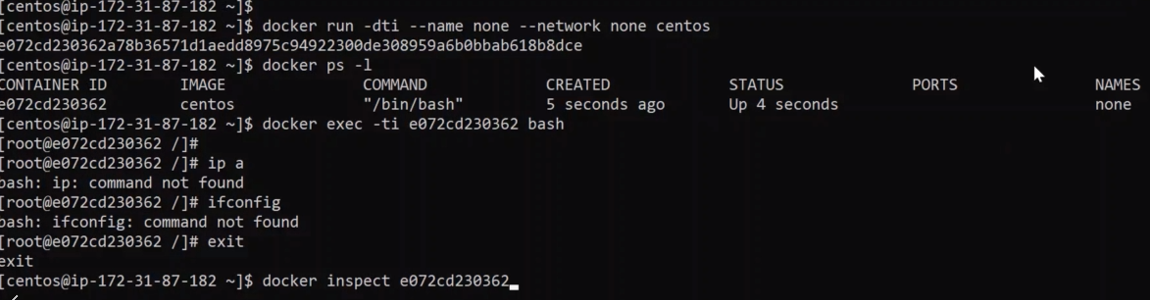 [centos@ip-172-31-87-182 ~]$
[centos@ip-172-31-87-182 ~]$ docker run -dti --name none --network none centos
e072cd230362a78b36571d1aedd8975c94922300de308959a6b0bbab618b8dce
[centos@ip-172-31-87-182 ~]$ docker ps -l
CONTAINER ID IMAGE COMMAND CREATED STATUS PORTS NAMES
e072cd230362 centos "/bin/bash" 5 seconds ago Up 4 seconds none
[centos@ip-172-31-87-182 ~]$ docker exec -ti e072cd230362 bash
[root@e072cd230362 /]#
[root@e072cd230362 /]# ip a
bash: ip: command not found
[root@e072cd230362 /]# ifconfig
bash: ifconfig: command not found
[root@e072cd230362 /]# exit
exit
[centos@ip-172-31-87-182 ~]$ docker inspect e072cd230362